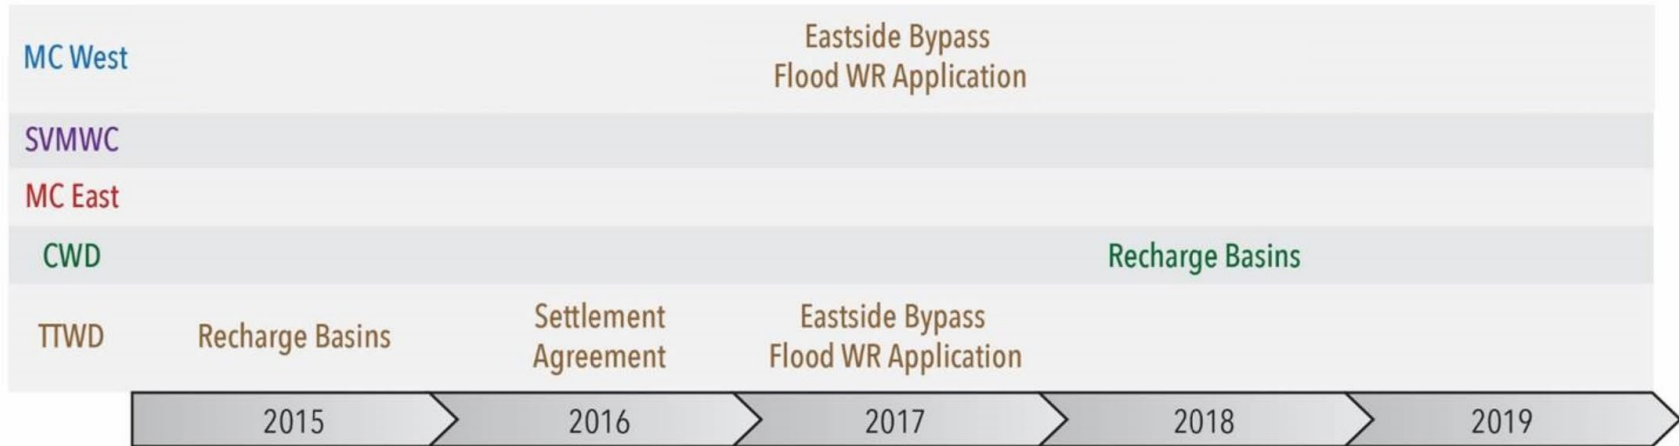 MC West
Eastside Bypass
Flood WR Application
SVMWC
MC East
CWD
Recharge Basins
TTWD
Recharge Basins
Settlement
Agreement
Eastside Bypass
Flood WR Application
2015
2016
2017
2018
2019